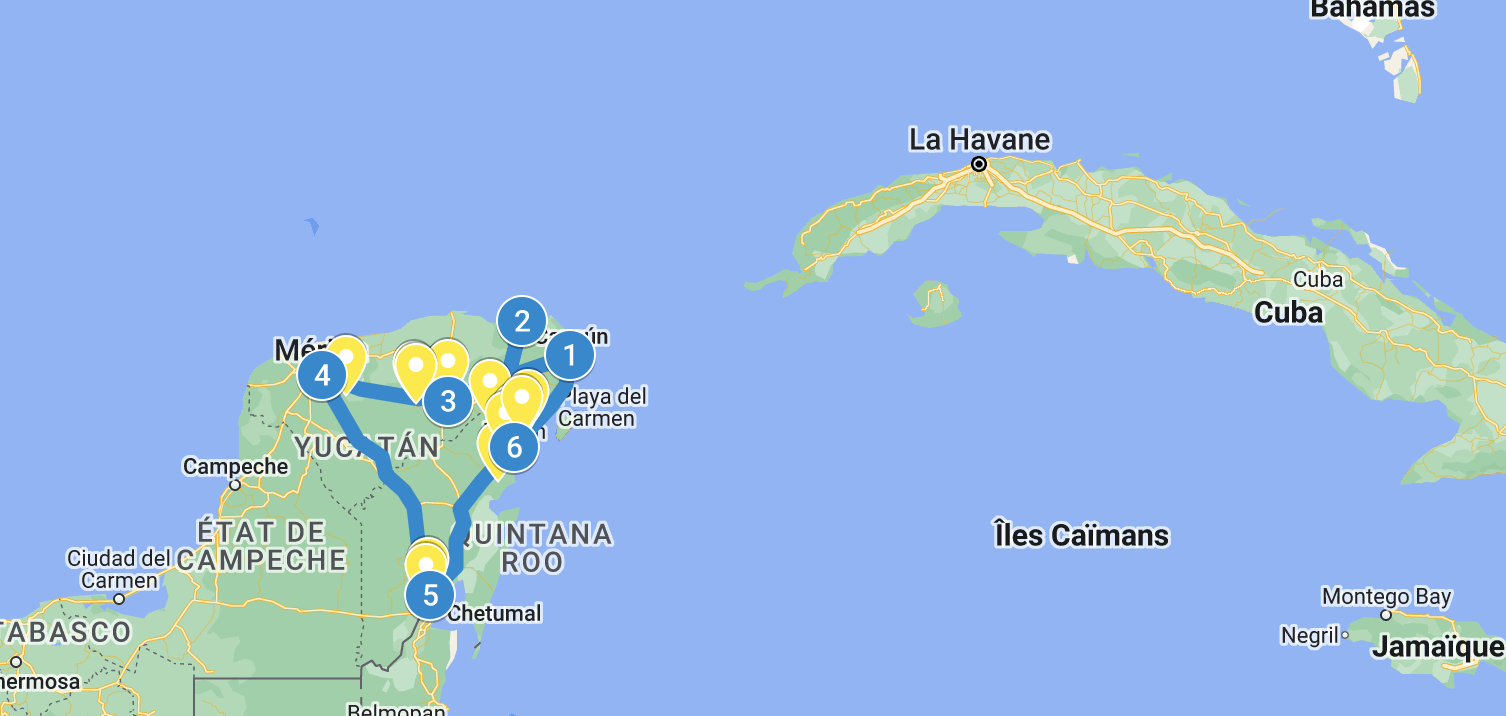 Bahamas
La Havane
Cuba
Cuba
2
Cancún
1
Mér
4
3
Playa del
Carmen
6
YUCATÁN
Campeche
ÉTAT DE
CAMPECHE
QUINTANA
ROO
Îles Caïmans
Ciudad del
Carmen
5
Chetumal
Montego Bay
Negril
Jamaïque
TABASCO
hermosa
Belmopan